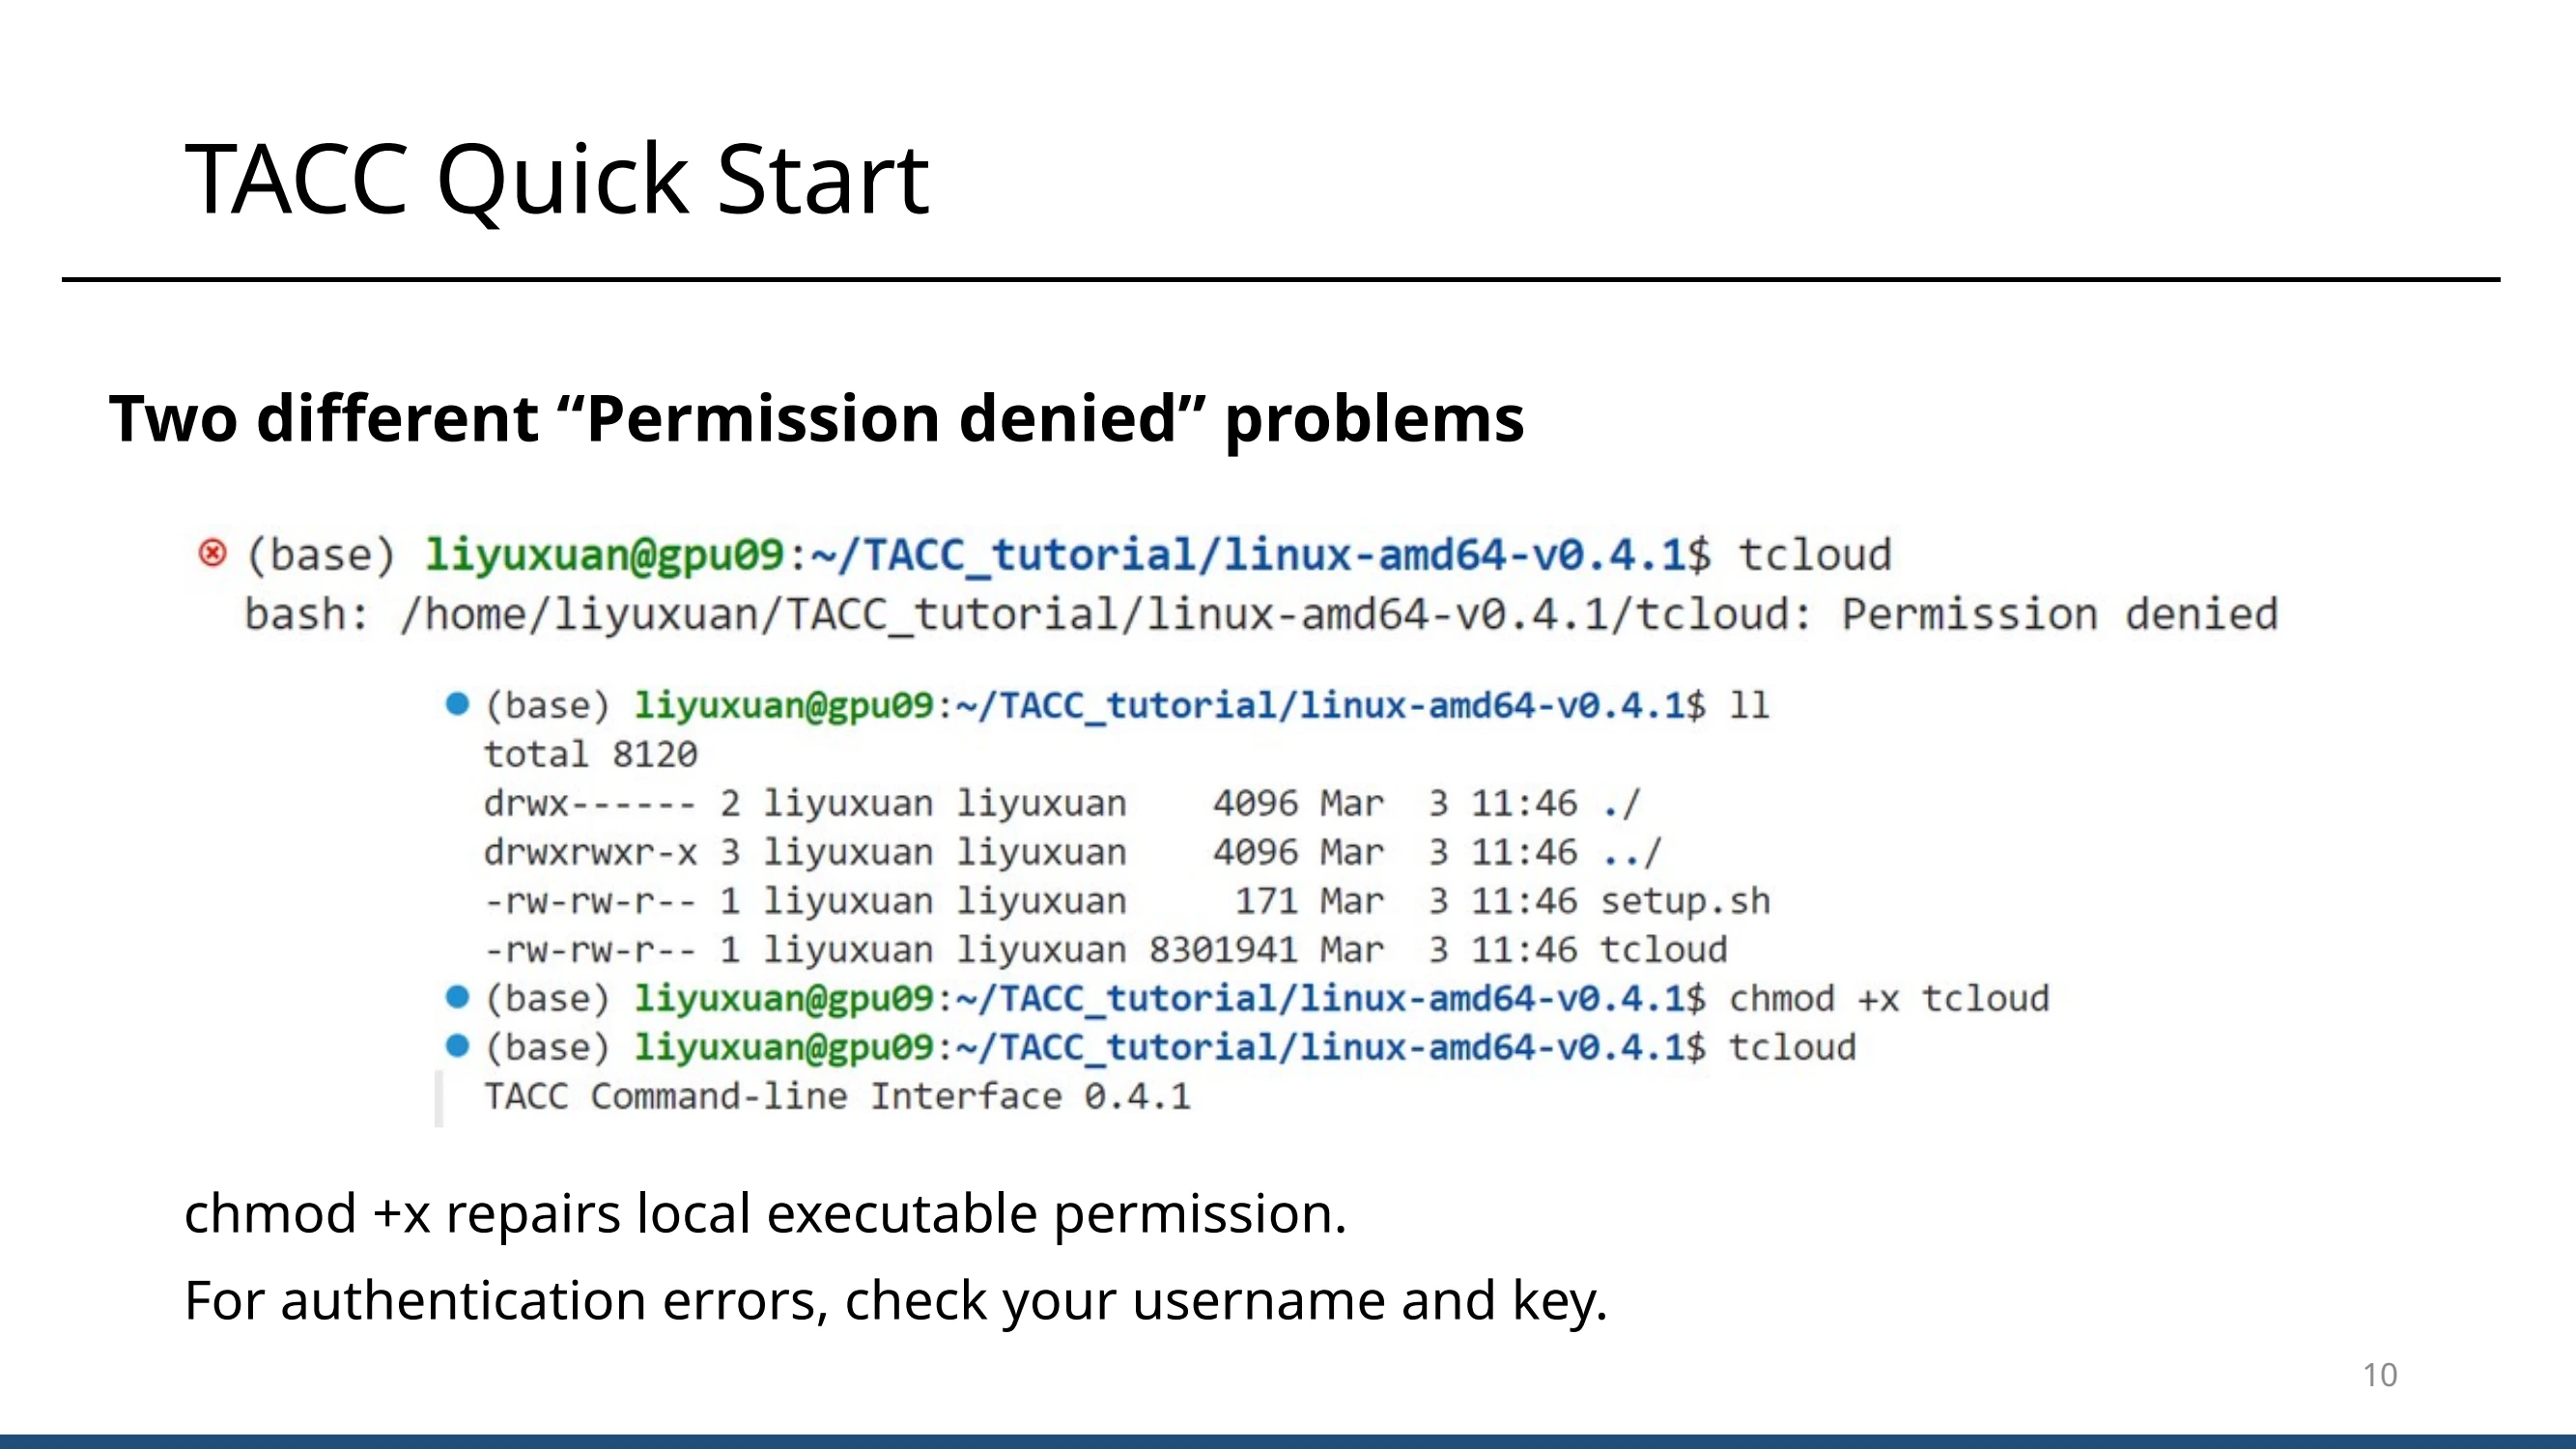 TACC Quick Start
Two different “Permission denied” problems
(base) liyuxuan@gpu09:~/TACC_tutorial/linux-amd64-v0.4.1$ tcloud
bash: /home/liyuxuan/TACC_tutorial/linux-amd64-v0.4.1/tcloud: Permission denied
(base) liyuxuan@gpu09:~/TACC_tutorial/linux-amd64-v0.4.1$ ll
total 8120
drwx------ 2 liyuxuan liyuxuan    4096 Mar  3 11:46 ./
drwxrwxr-x 3 liyuxuan liyuxuan    4096 Mar  3 11:46 ../
-rw-rw-r-- 1 liyuxuan liyuxuan     171 Mar  3 11:46 setup.sh
-rw-rw-r-- 1 liyuxuan liyuxuan 8301941 Mar  3 11:46 tcloud
(base) liyuxuan@gpu09:~/TACC_tutorial/linux-amd64-v0.4.1$ chmod +x tcloud
(base) liyuxuan@gpu09:~/TACC_tutorial/linux-amd64-v0.4.1$ tcloud
TACC Command-line Interface 0.4.1
chmod +x repairs local executable permission.
For authentication errors, check your username and key.
10